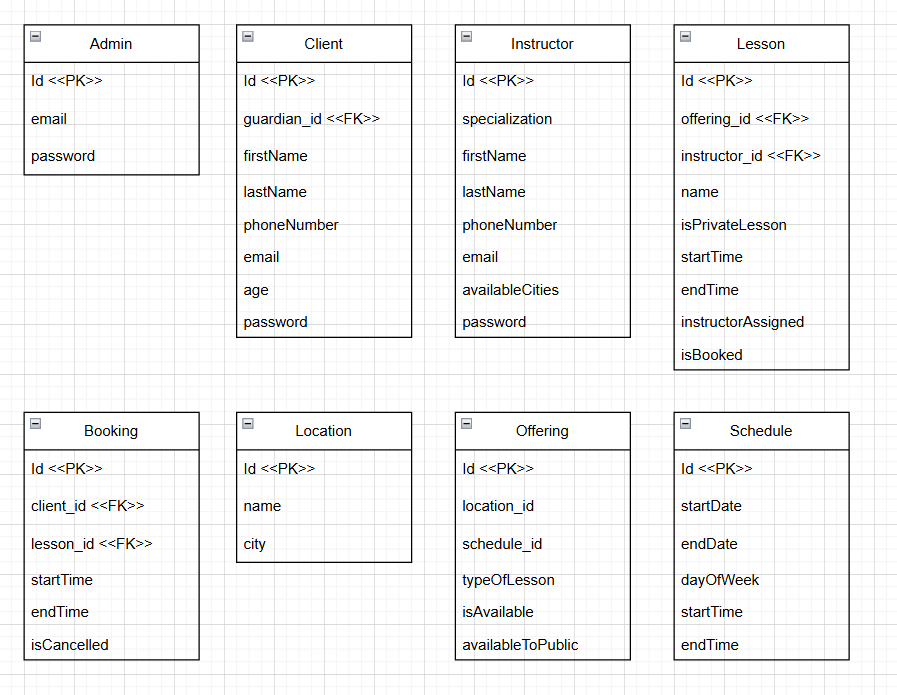 Admin
Id <<PK>>
email
password
Client
Id <<PK>>
guardian_id <<FK>>
firstName
lastName
phoneNumber
email
age
password
Instructor
Id <<PK>>
specialization
firstName
lastName
phoneNumber
email
availableCities
password
Lesson
Id <<PK>>
offering_id <<FK>>
instructor_id <<FK>>
name
isPrivateLesson
startTime
endTime
instructorAssigned
isBooked
Booking
Id <<PK>>
client_id <<FK>>
lesson_id <<FK>>
startTime
endTime
isCancelled
Location
Id <<PK>>
name
city
Offering
Id <<PK>>
location_id
schedule_id
typeOfLesson
isAvailable
availableToPublic
Schedule
Id <<PK>>
startDate
endDate
dayOfWeek
startTime
endTime